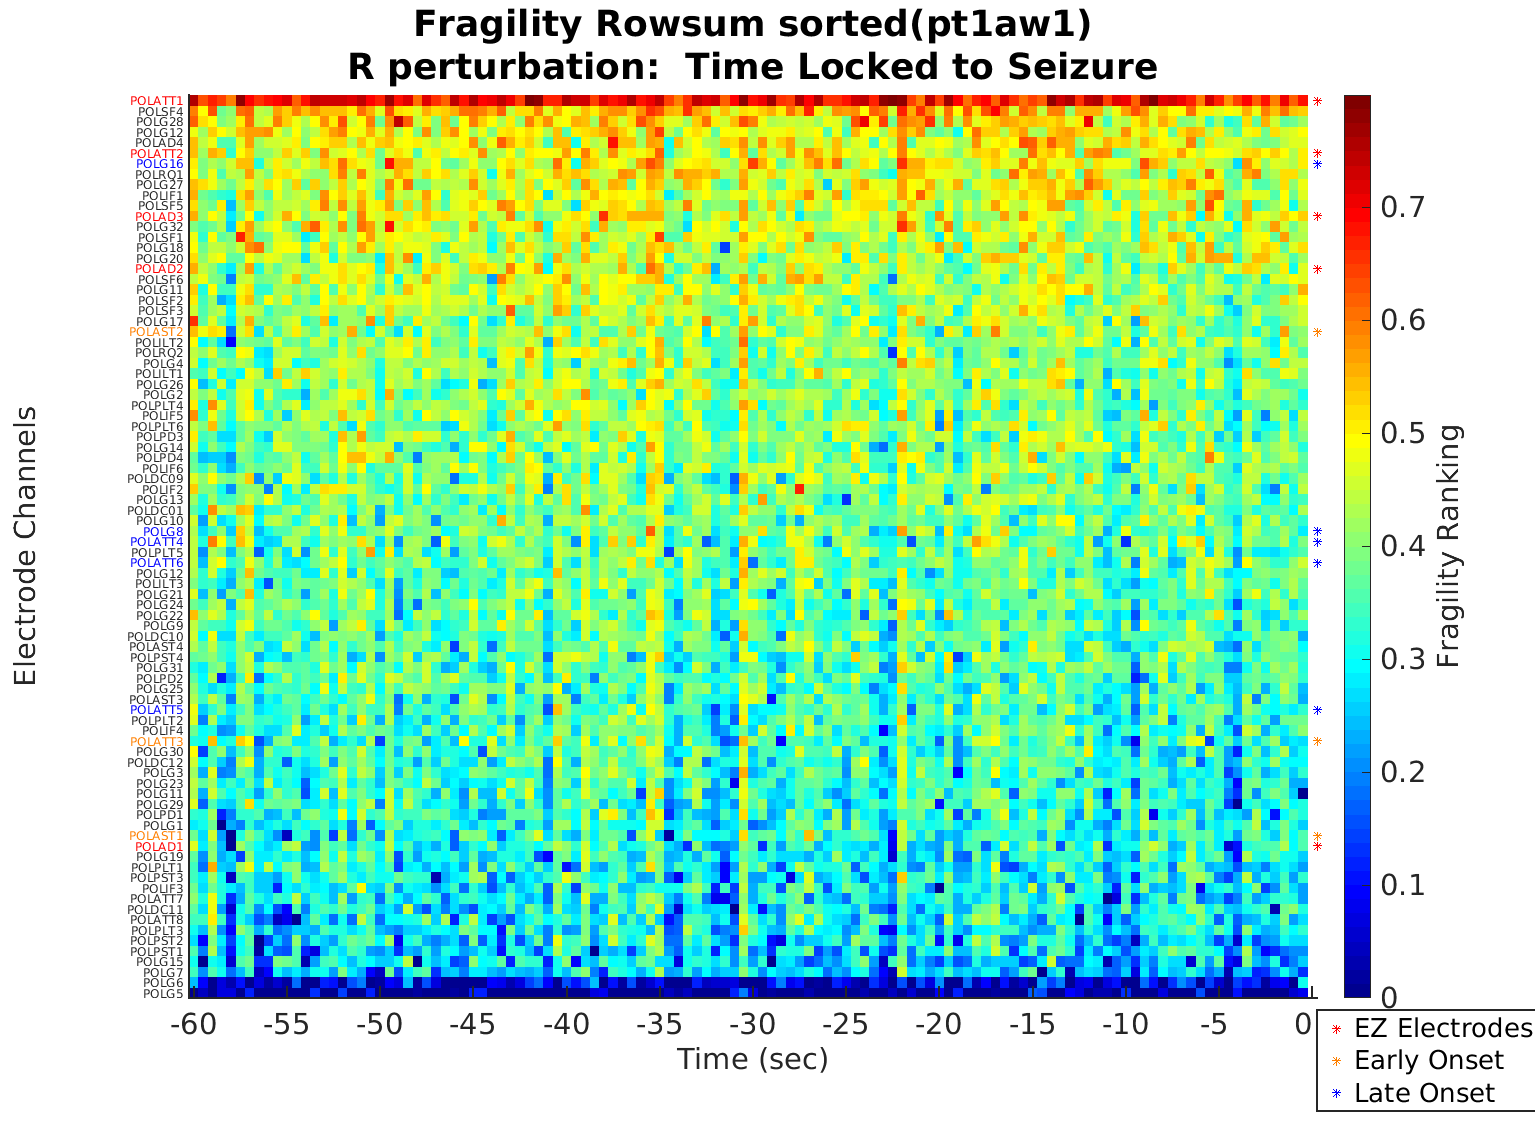 Fragility Rowsum sorted(pt1aw1)
R perturbation:  Time Locked to Seizure
Electrode Channels
POLATT1
POLSF4
POLG28
POLG12
POLAD4
POLATT2
POLG16
POLRQ1
POLG27
POLIF1
POLSF5
POLAD3
POLG32
POLSF1
POLG18
POLG20
POLAD2
POLSF6
POLG11
POLSF2
POLSF3
POLG17
POLAST2
POLILT2
POLRQ2
POLG4
POLILT1
POLG26
POLG2
POLPLT4
POLIF5
POLPLT6
POLPD3
POLG14
POLPD4
POLIF6
POLDC09
POLIF2
POLG13
POLDC01
POLG10
POLG8
POLATT4
POLPLT5
POLATT6
POLG12
POLILT3
POLG21
POLG24
POLG22
POLG9
POLDC10
POLAST4
POLPST4
POLG31
POLPD2
POLG25
POLAST3
POLATT5
POLPLT2
POLIF4
POLATT3
POLG30
POLDC12
POLG3
POLG23
POLG11
POLG29
POLPD1
POLG1
POLAST1
POLAD1
POLG19
POLPLT1
POLPST3
POLIF3
POLATT7
POLDC11
POLATT8
POLPLT3
POLPST2
POLPST1
POLG15
POLG7
POLG6
POLG5
-60 -55 -50 -45 -40 -35 -30 -25 -20 -15 -10 -5 0
Time (sec)
0.7
0.6
0.5
0.4
0.3
0.2
0.1
0
Fragility Ranking
EZ Electrodes
Early Onset
Late Onset